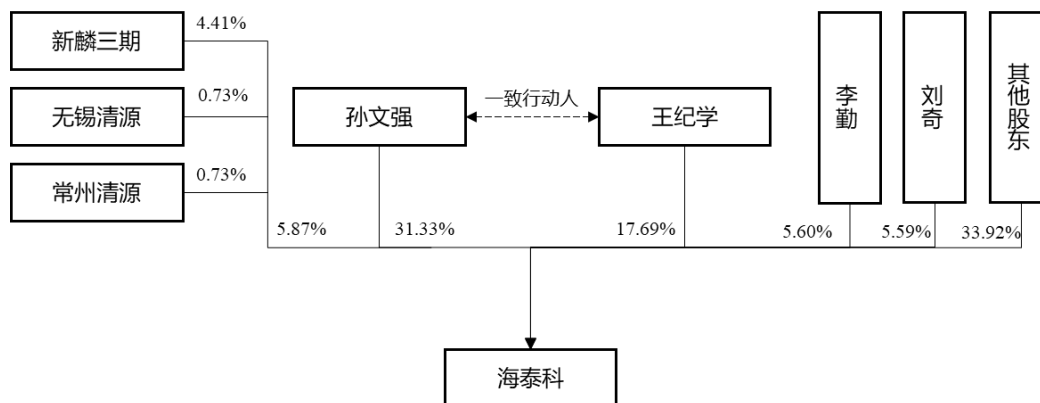 新麟三期
4.41%
无锡清源
0.73%
常州清源
0.73%
5.87%
孙文强
一致行动人
王纪学
31.33%
17.69%
李勤
5.60%
刘奇
5.59%
其他股东
33.92%
海泰科